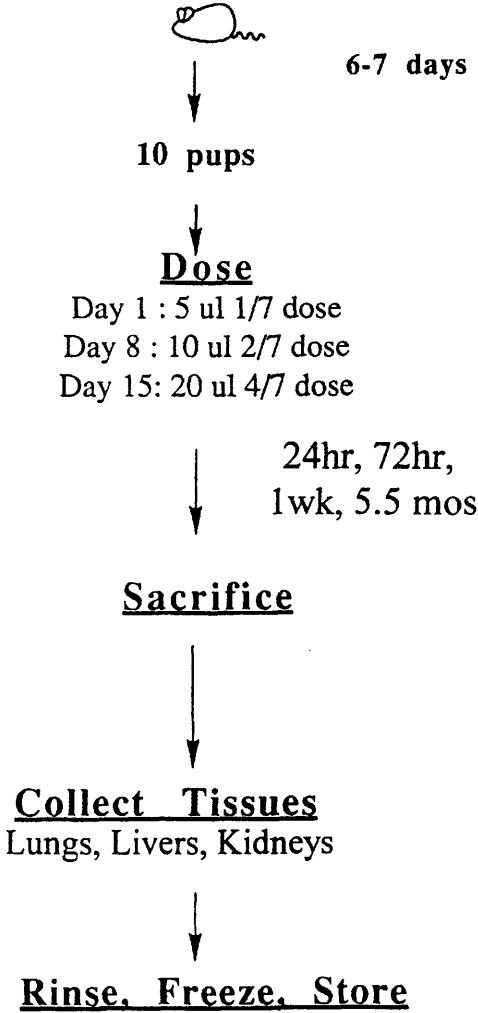 6-7 days
10 pups
Dose
Day 1 : 5 ul 1/7 dose
Day 8 : 10 ul 2/7 dose
Day 15: 20 ul 4/7 dose
24hr, 72hr,
1wk, 5.5 mos
Sacrifice
Collect Tissues
Lungs, Livers, Kidneys
Rinse, Freeze, Store